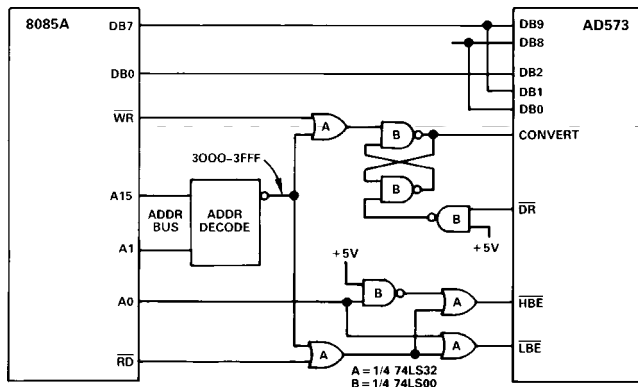 8085A
DB7
DB0
WR
A15
ADDR
BUS
A1
A0
RD
ADDR
DECODE
3000-3FFF
A
B
B
B
+5V
+5V
B
A
A
A
A = 1/4 74LS32
B = 1/4 74LS00
AD573
DB9
DB8
DB2
DB1
DB0
CONVERT
DR
HBE
LBE